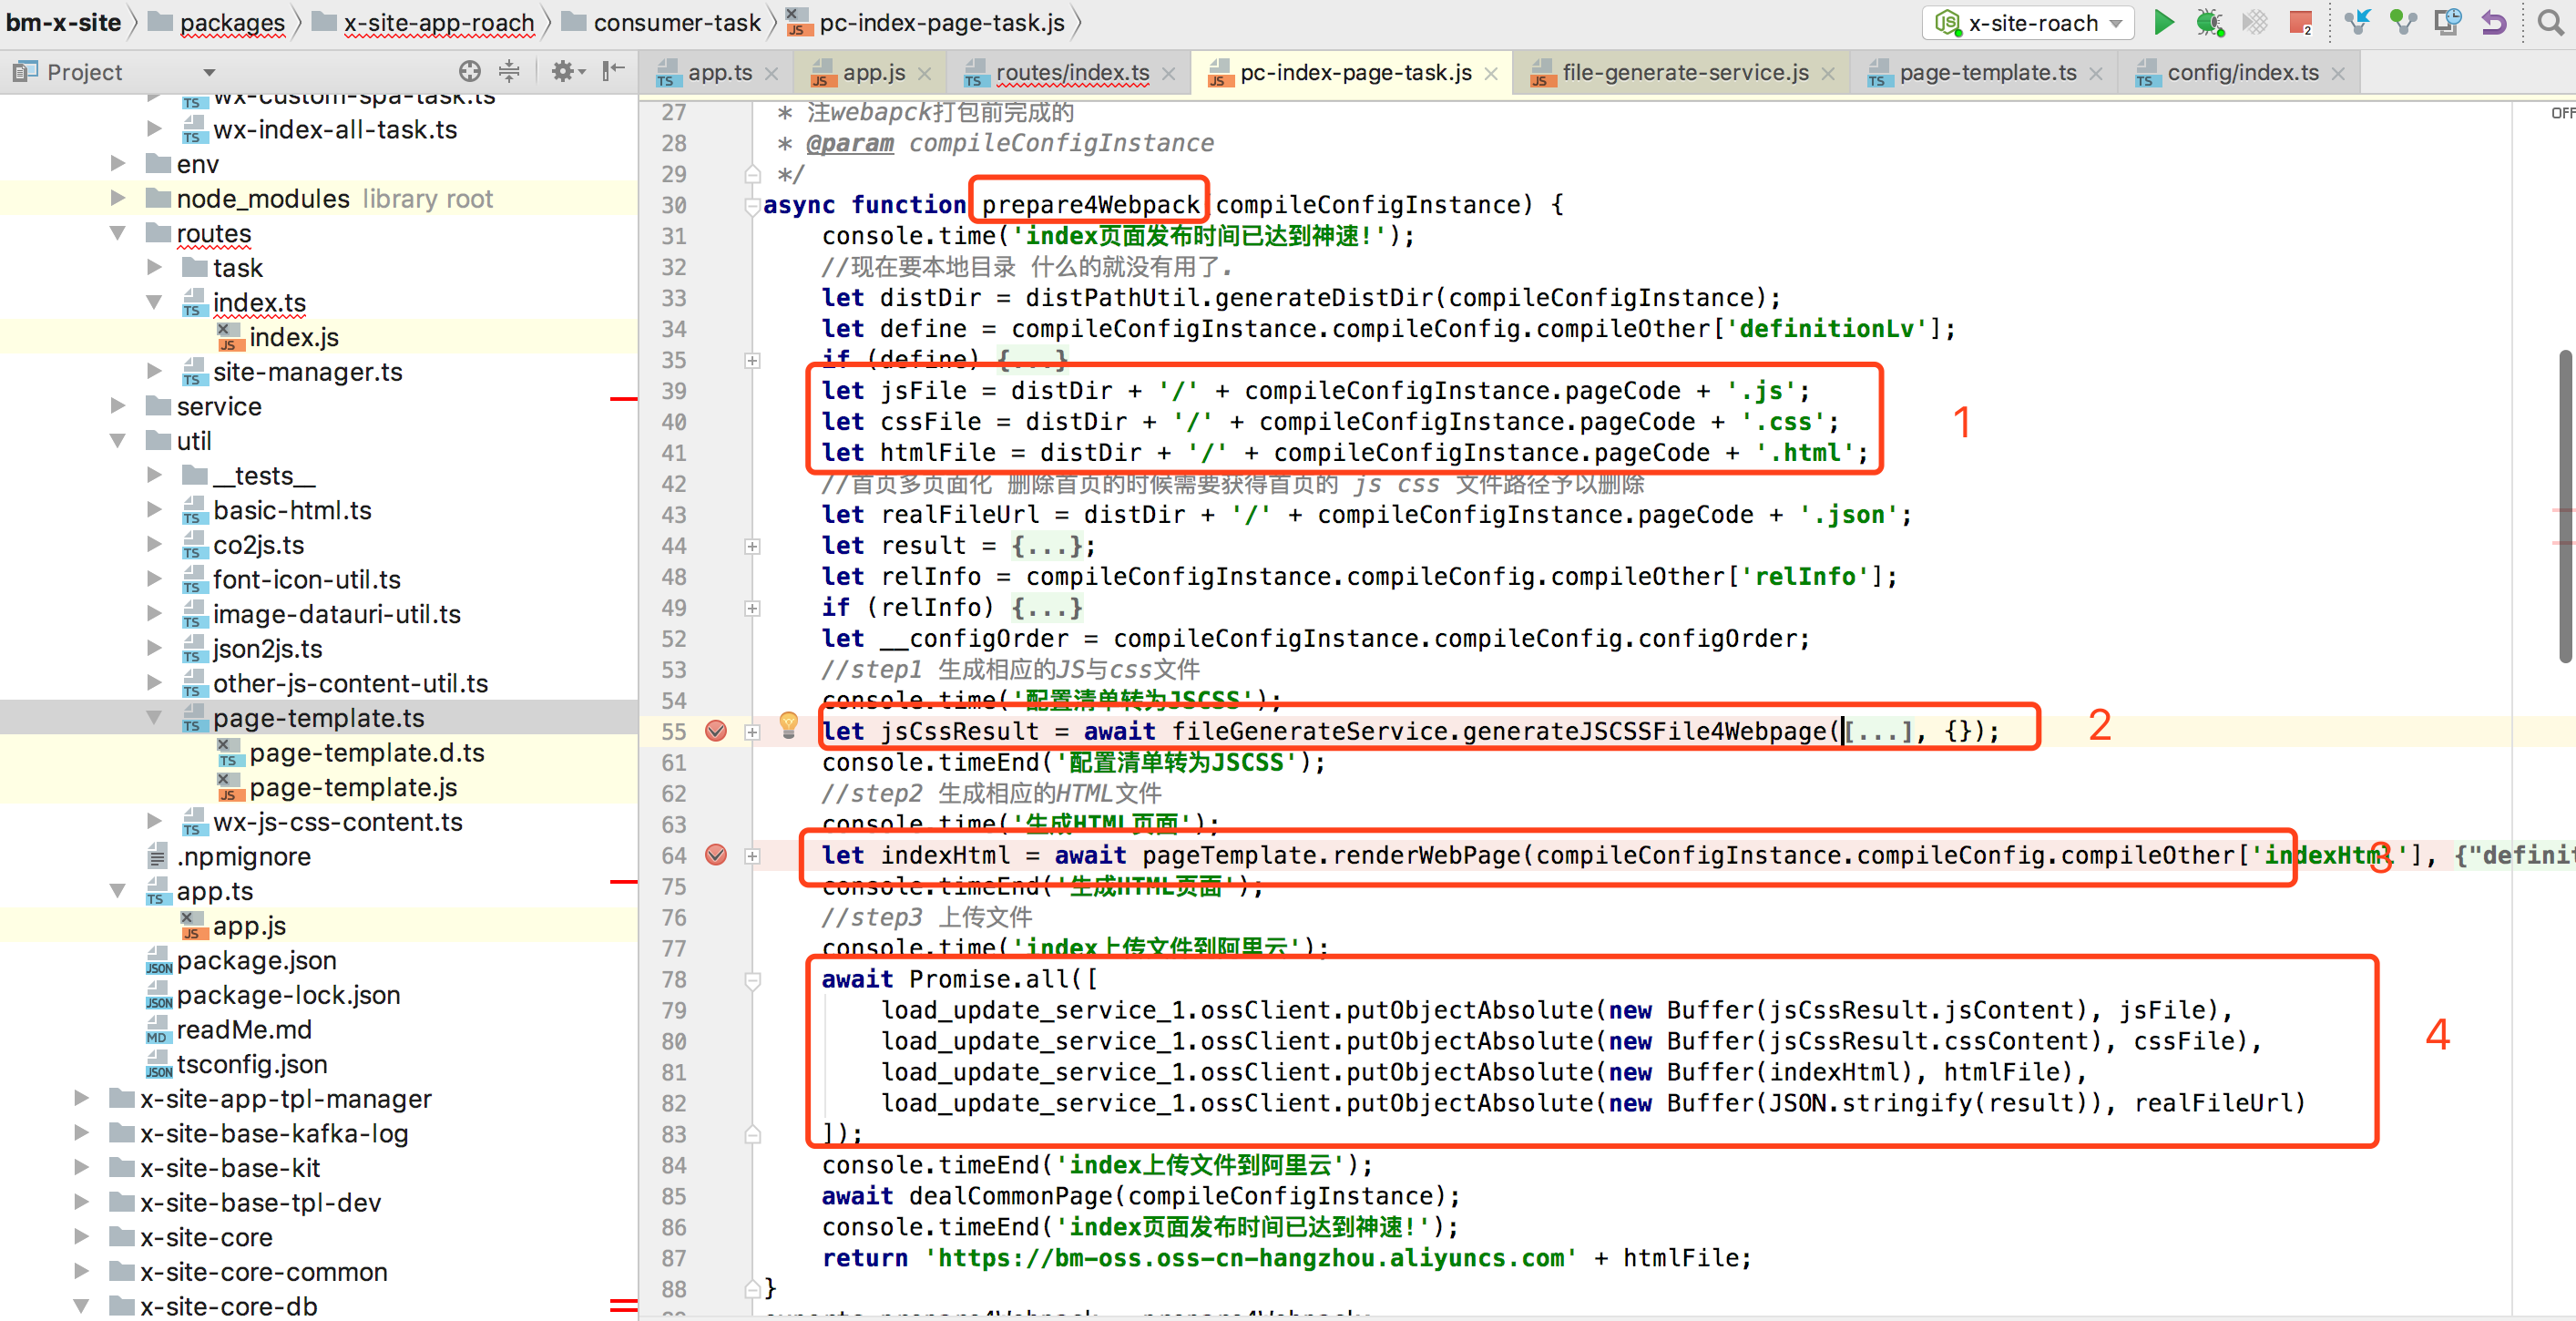 bm-x-site packages x-site-app-roach consumer-task pc-index-page-task.js x-site-roach
Project app.ts app.js routes/index.ts pc-index-page-task.js file-generate-service.js page-template.ts config/index.ts
wx-custom-spa-task.ts
wx-index-all-task.ts
env
node_modules library root
routes
task
index.ts
index.js
site-manager.ts
service
util
__tests__
basic-html.ts
co2js.ts
font-icon-util.ts
image-datauri-util.ts
json2js.ts
other-js-content-util.ts
page-template.ts
page-template.d.ts
page-template.js
wx-js-css-content.ts
.npmignore
app.ts
app.js
package.json
package-lock.json
readMe.md
tsconfig.json
x-site-app-tpl-manager
x-site-base-kafka-log
x-site-base-kit
x-site-base-tpl-dev
x-site-core
x-site-core-common
x-site-core-db
27 * 注webapck打包前完成的
28 * @param compileConfigInstance
29 */
30 async function prepare4Webpack(compileConfigInstance) {
31 console.time('index页面发布时间已达到神速!');
32 //现在要本地目录 什么的就没有用了.
33 let distDir = distPathUtil.generateDistDir(compileConfigInstance);
34 let define = compileConfigInstance.compileConfig.compileOther['definitionLv'];
35 if (define) {...}
39 let jsFile = distDir + '/' + compileConfigInstance.pageCode + '.js';
40 let cssFile = distDir + '/' + compileConfigInstance.pageCode + '.css';
41 let htmlFile = distDir + '/' + compileConfigInstance.pageCode + '.html';
1
42 //首页多页面化 删除首页的时候需要获得首页的 js css 文件路径予以删除
43 let realFileUrl = distDir + '/' + compileConfigInstance.pageCode + '.json';
44 let result = {...};
48 let relInfo = compileConfigInstance.compileConfig.compileOther['relInfo'];
49 if (relInfo) {...}
52 let __configOrder = compileConfigInstance.compileConfig.configOrder;
53 //step1 生成相应的JS与css文件
54 console.time('配置清单转为JSCSS');
55 let jsCssResult = await fileGenerateService.generateJSCSSFile4Webpage([...], {});
2
61 console.timeEnd('配置清单转为JSCSS');
62 //step2 生成相应的HTML文件
63 console.time('生成HTML页面');
64 let indexHtml = await pageTemplate.renderWebPage(compileConfigInstance.compileConfig.compileOther['indexHtml'], {"definit
3
75 console.timeEnd('生成HTML页面');
76 //step3 上传文件
77 console.time('index上传文件到阿里云');
78 await Promise.all([
79 load_update_service_1.ossClient.putObjectAbsolute(new Buffer(jsCssResult.jsContent), jsFile),
80 load_update_service_1.ossClient.putObjectAbsolute(new Buffer(jsCssResult.cssContent), cssFile),
81 load_update_service_1.ossClient.putObjectAbsolute(new Buffer(indexHtml), htmlFile),
82 load_update_service_1.ossClient.putObjectAbsolute(new Buffer(JSON.stringify(result)), realFileUrl)
83 ]);
4
84 console.timeEnd('index上传文件到阿里云');
85 await dealCommonPage(compileConfigInstance);
86 console.timeEnd('index页面发布时间已达到神速!');
87 return 'https://bm-oss.oss-cn-hangzhou.aliyuncs.com' + htmlFile;
88 }
OFF